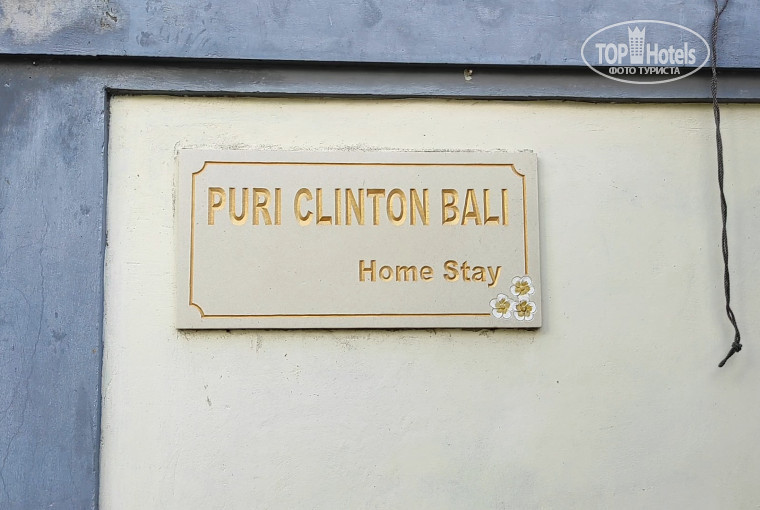 TOP Hotels
ФОТО ТУРИСТА
PURI CLINTON BALI
Home Stay